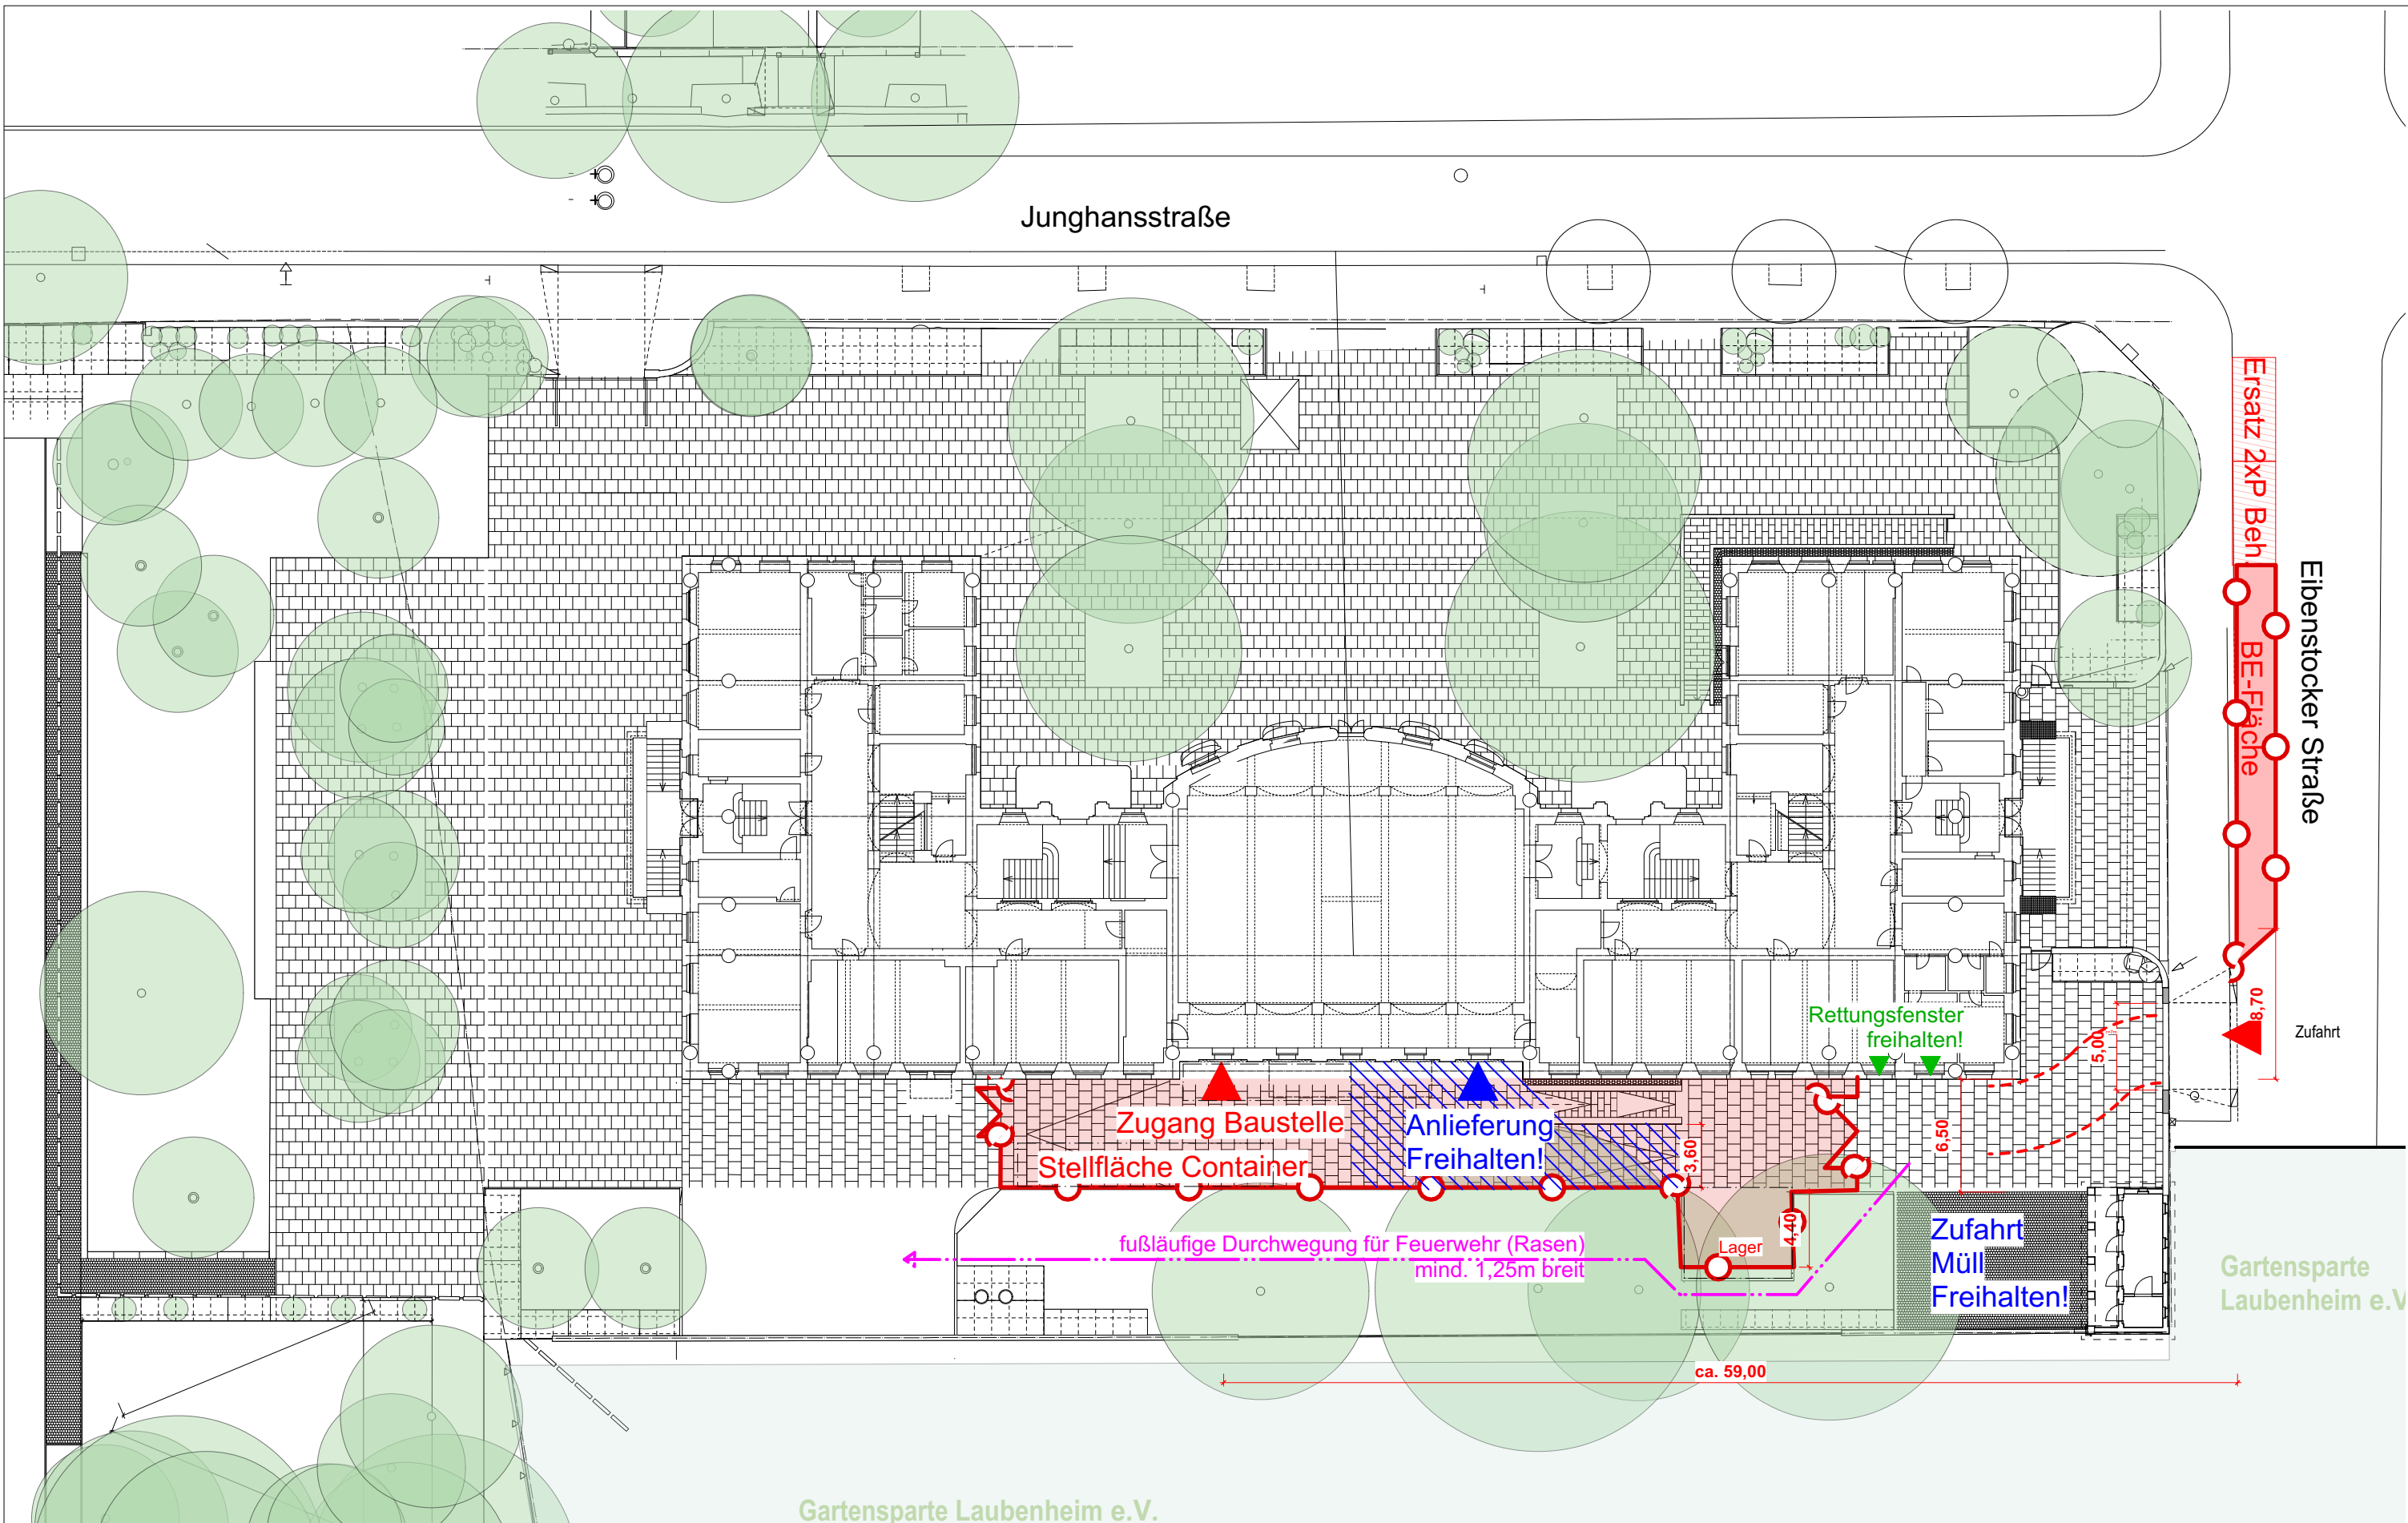 Junghansstraße
Ersatz 2xP Beh.
BE-Fläche
Eibenstocker Straße
Rettungsfenster
freihalten!
8,70
5,00
Zufahrt
Zugang Baustelle
Anlieferung
Freihalten!
Stellfläche Container
3,60
6,50
4,40
Lager
fußläufige Durchwegung für Feuerwehr (Rasen)
mind. 1,25m breit
Zufahrt
Müll
Freihalten!
Gartensparte
Laubenheim e.V
ca. 59,00
Gartensparte Laubenheim e.V.